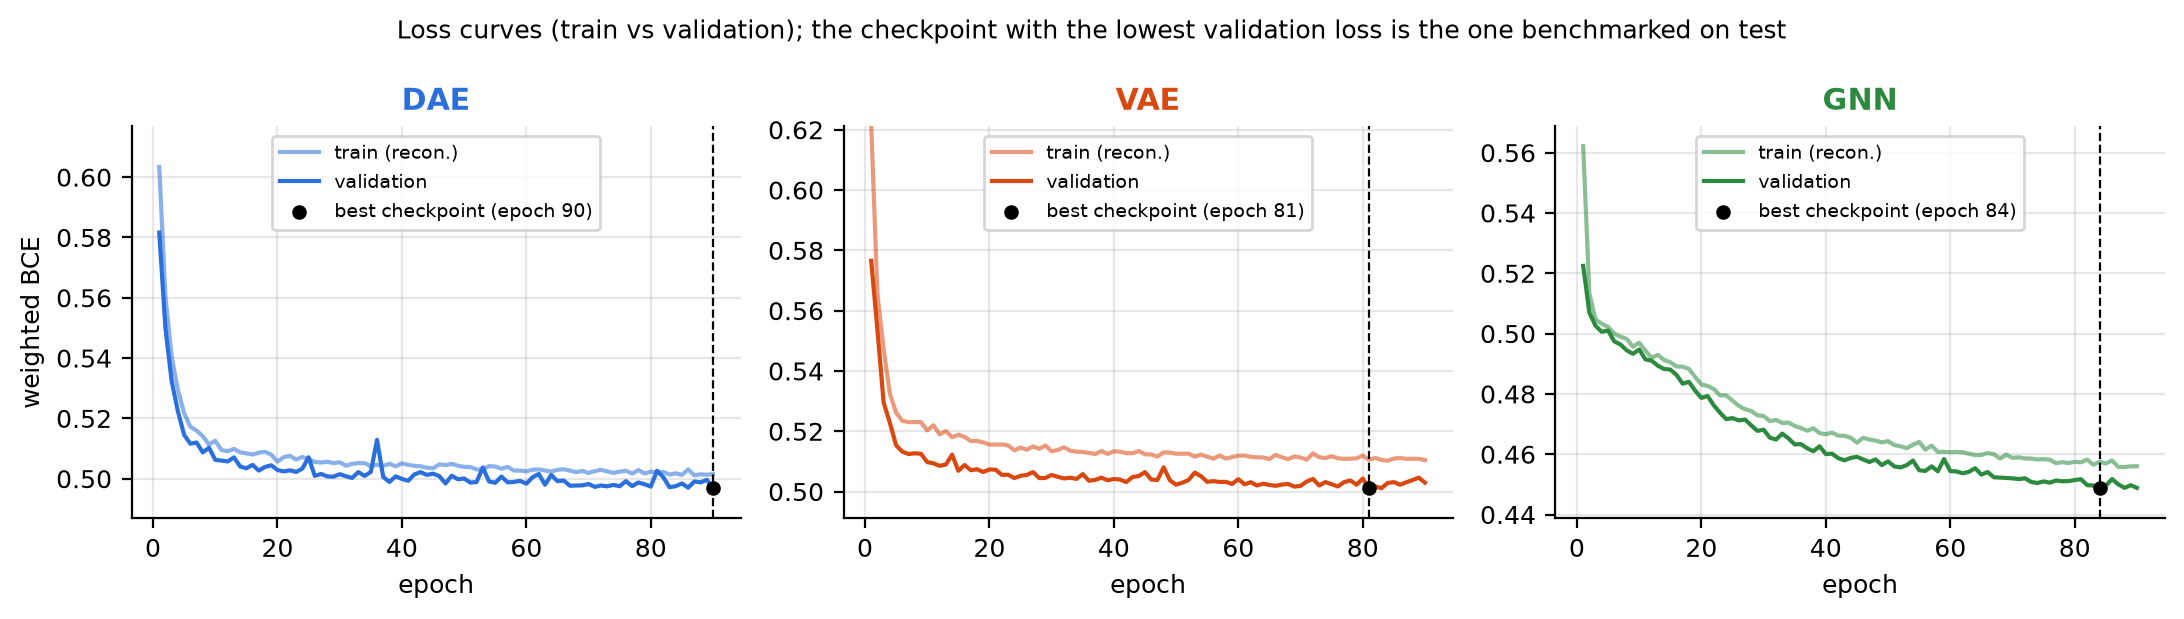 Loss curves (train vs validation); the checkpoint with the lowest validation loss is the one benchmarked on test
DAE
weighted BCE
0.60
0.58
0.56
0.54
0.52
0.50
train (recon.)
validation
best checkpoint (epoch 90)
0
20
40
60
80
epoch
VAE
0.62
0.60
0.58
0.56
0.54
0.52
0.50
train (recon.)
validation
best checkpoint (epoch 81)
0
20
40
60
80
epoch
GNN
0.56
0.54
0.52
0.50
0.48
0.46
0.44
train (recon.)
validation
best checkpoint (epoch 84)
0
20
40
60
80
epoch